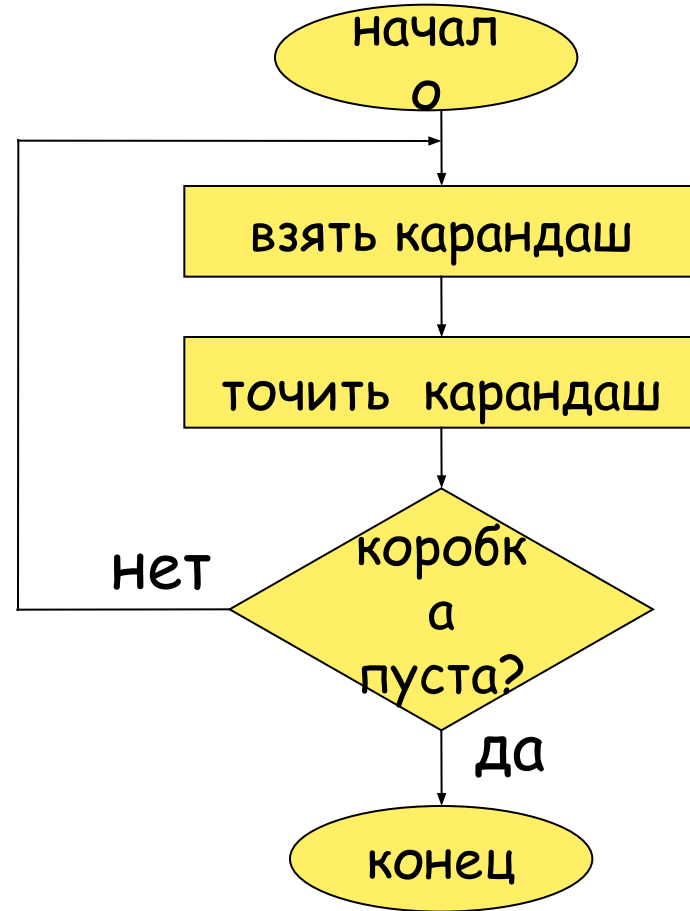 начал
о
взять карандаш
точить карандаш
коробк
а
пуста?
нет
да
конец